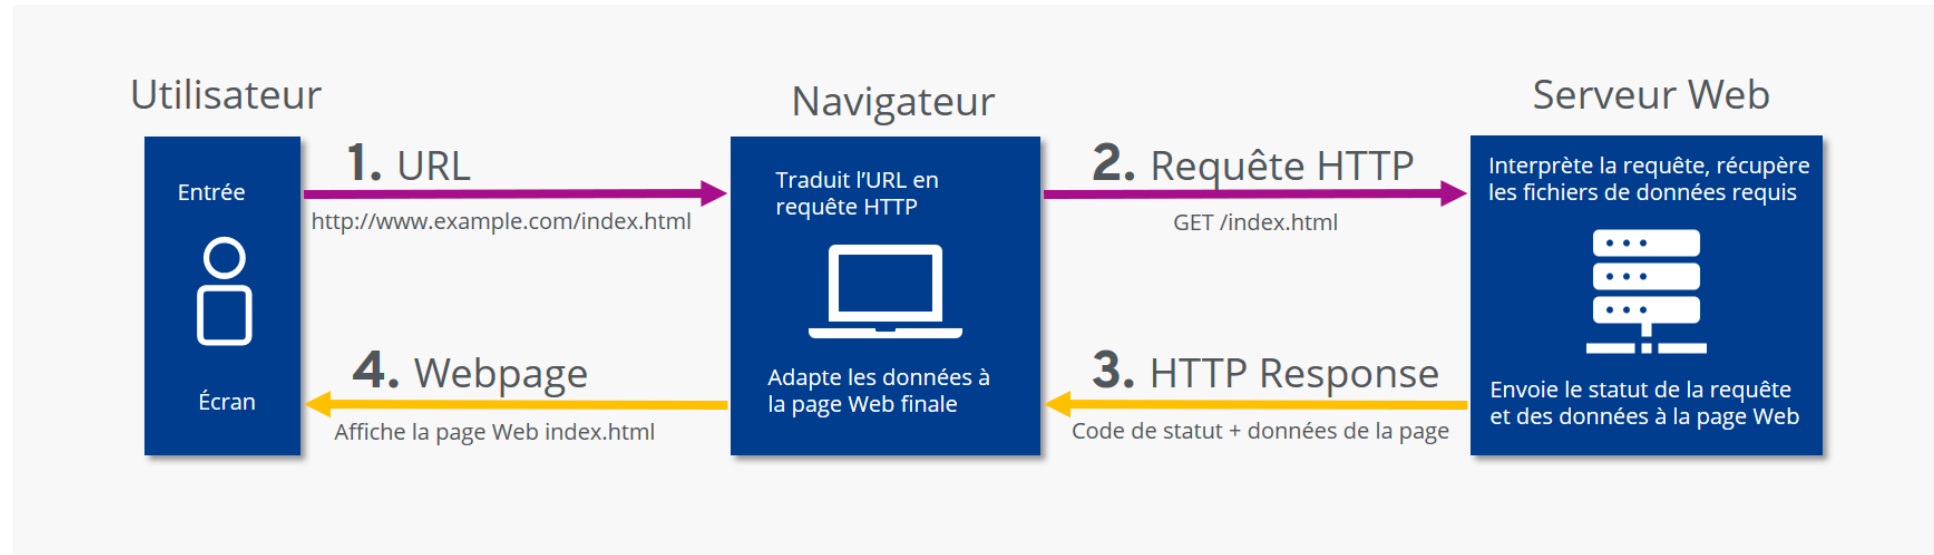 Utilisateur
Navigateur
Serveur Web
Entrée
1. URL
http://www.example.com/index.html
Traduit l'URL en
requête HTTP
2. Requête HTTP
GET /index.html
Interprète la requête, récupère
les fichiers de données requis
Écran
4. Webpage
Affiche la page Web index.html
Adapte les données à
la page Web finale
3. HTTP Response
Code de statut + données de la page
Envoie le statut de la requête
et des données à la page Web